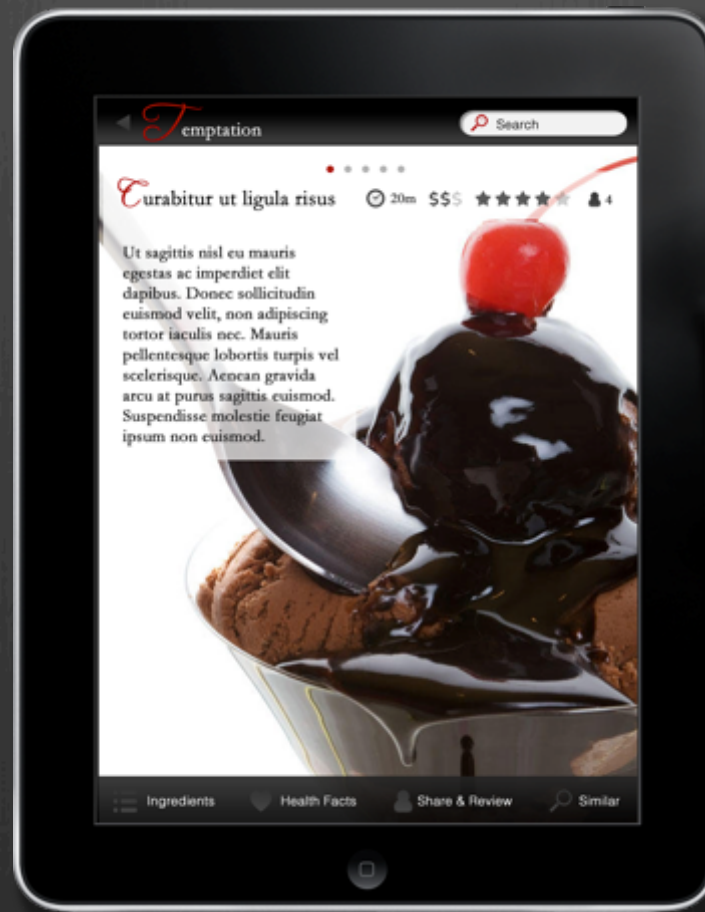 Temptation
Search
Curabitur ut ligula risus
20m $$$ 4
Ut sagittis nisl eu mauris
egestas ac imperdiet elit
dapibus. Donec sollicitudin
euismod velit, non adipiscing
tortor iaculis nec. Mauris
pellentesque lobortis turpis vel
scelerisque. Aenean gravida
arcu at purus sagittis euismod.
Suspendisse molestie feugiat
ipsum non euismod.
Ingredients Health Facts Share & Review Similar